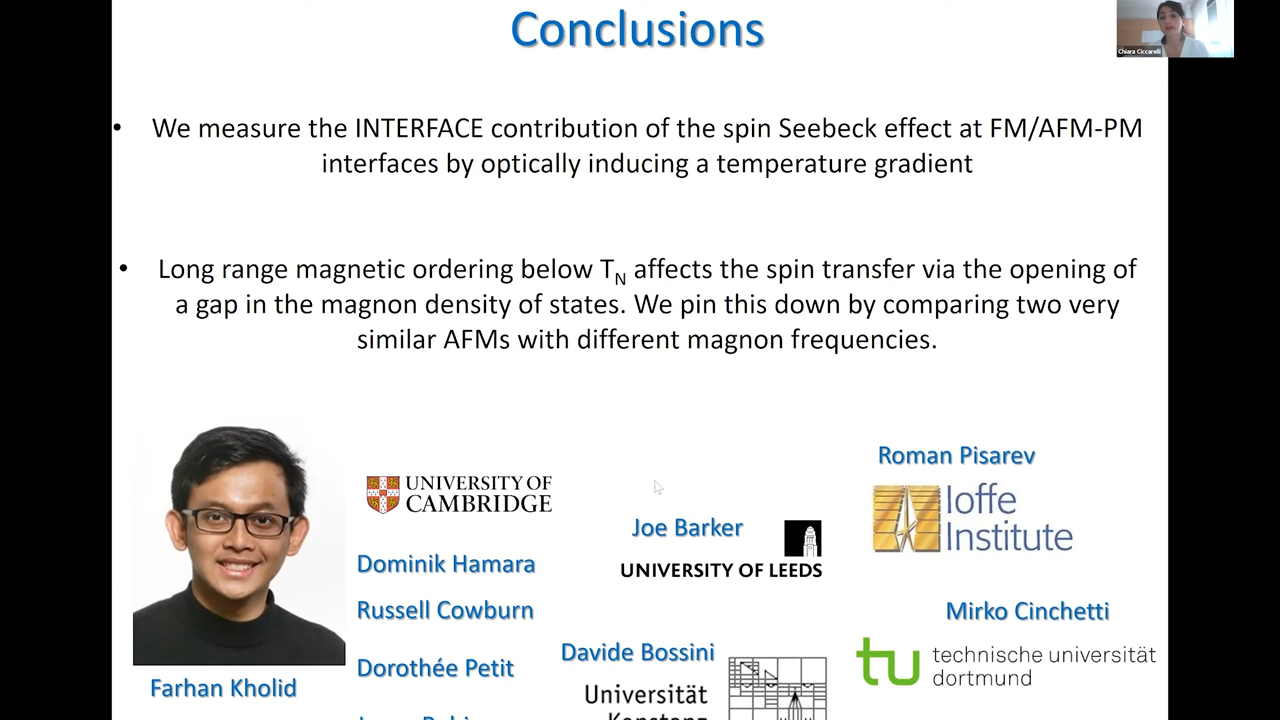 Conclusions
Chiara Ciccarelli
• We measure the INTERFACE contribution of the spin Seebeck effect at FM/AFM-PM
interfaces by optically inducing a temperature gradient
• Long range magnetic ordering below TN affects the spin transfer via the opening of
a gap in the magnon density of states. We pin this down by comparing two very
similar AFMs with different magnon frequencies.
Farhan Kholid
UNIVERSITY OF
CAMBRIDGE
Dominik Hamara
Russell Cowburn
Dorothée Petit
Joe Barker
UNIVERSITY OF LEEDS
Davide Bossini
Universität
Konstanz
Roman Pisarev
Ioffe
Institute
Mirko Cinchetti
tu technische universität
dortmund